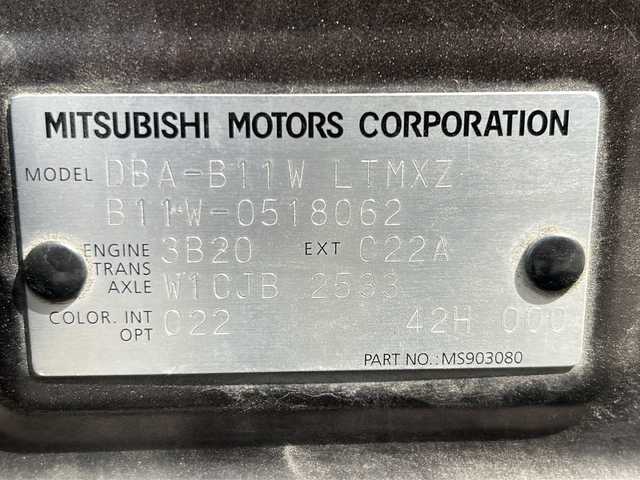 MITSUBISHI MOTORS CORPORATION
MODEL DBA-B11W LTMXZ
B11W-0518062
ENGINE 3B20 EXT C22A
TRANS
AXLE W1CJB 2533
COLOR. INT C22 42H 000
OPT
PART NO.: MS903080